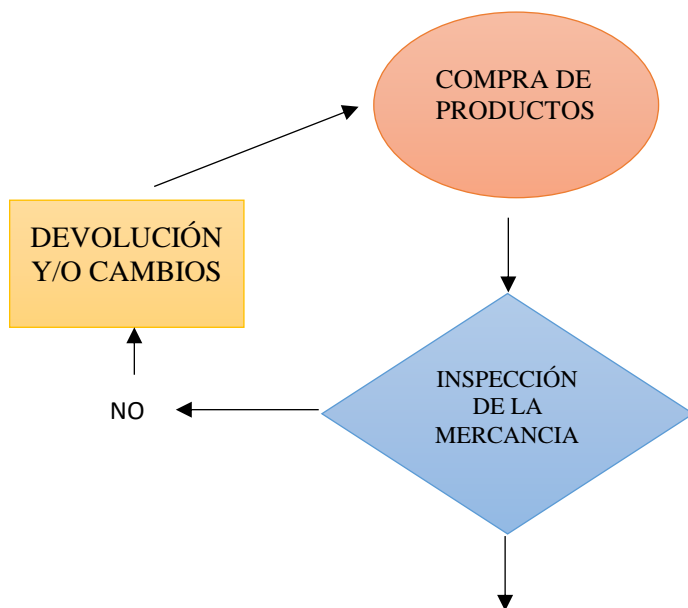 COMPRA DE
PRODUCTOS
DEVOLUCIÓN
Y/O CAMBIOS
INSPECCIÓN
DE LA
MERCANCIA
NO